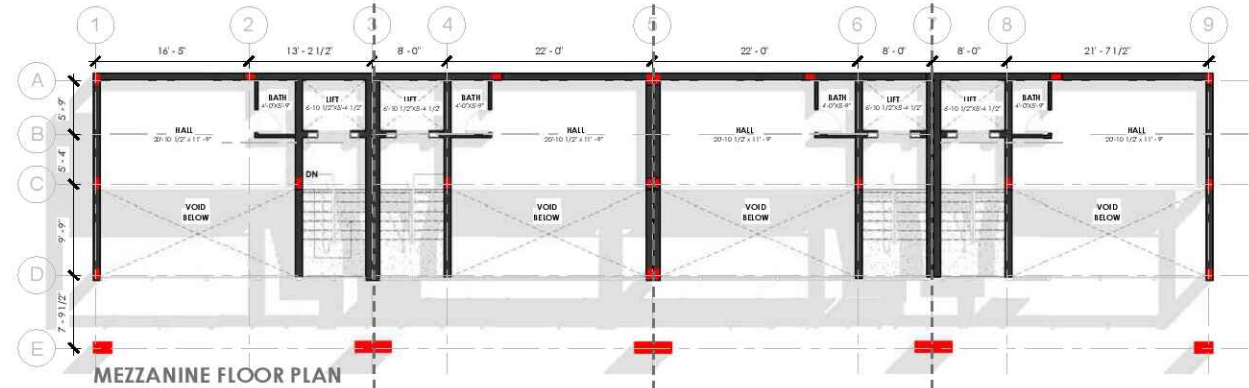 1 2 3 4 5 6 7 8 9
16' - 5" 13' - 2 1/2" 8' - 0" 22' - 0" 22' - 0" 8' - 0" 8' - 0" 21' - 7 1/2"
A
5' - 9"
BATH LIFT LIFT BATH BATH LIFT LIFT BATH
4'-0"X5'-9" 6'-10 1/2"X5'-4 1/2" 6'-10 1/2"X5'-4 1/2" 4'-0"X5'-9" 4'-0"X5'-9" 6'-10 1/2"X5'-4 1/2" 6'-10 1/2"X5'-4 1/2" 4'-0"X5'-9"
B
HALL HALL HALL HALL
20'-10 1/2" x 11' - 9" 20'-10 1/2" x 11' - 9" 20'-10 1/2" x 11' - 9" 20'-10 1/2" x 11' - 9"
5' - 4"
DN
C
VOID VOID VOID VOID
BELOW BELOW BELOW BELOW
9' - 9"
D
7' - 9 1/2"
E
MEZZANINE FLOOR PLAN